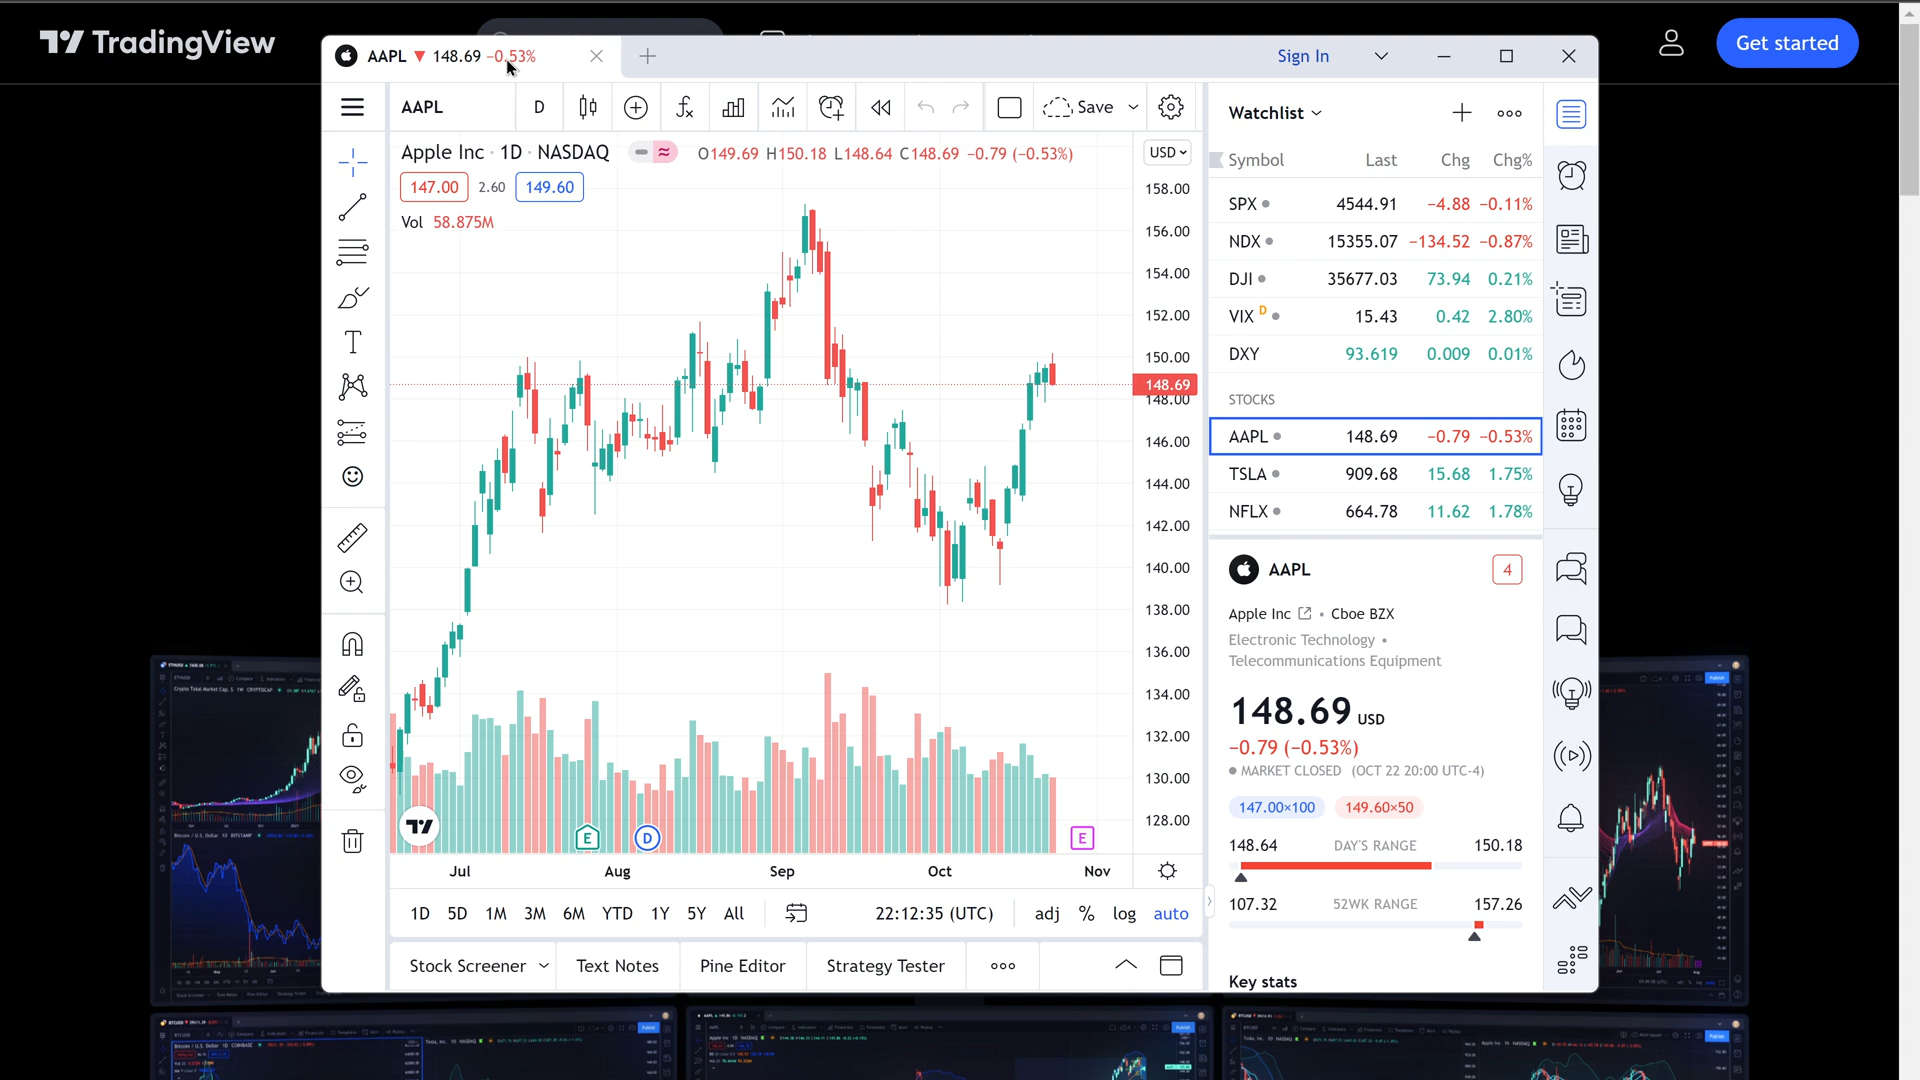 TradingView
Get started
AAPL 148.69 −0.53%
Sign In
AAPL D Save
Apple Inc · 1D · NASDAQ O149.69 H150.18 L148.64 C148.69 −0.79 (−0.53%)
USD
147.00 2.60 149.60
Vol 58.875M
158.00
156.00
154.00
152.00
150.00
148.69
148.00
146.00
144.00
142.00
140.00
138.00
136.00
134.00
132.00
130.00
128.00
E D E
Jul Aug Sep Oct Nov
1D 5D 1M 3M 6M YTD 1Y 5Y All 22:12:35 (UTC) adj % log auto
Stock Screener Text Notes Pine Editor Strategy Tester
Watchlist
Symbol Last Chg Chg%
SPX 4544.91 −4.88 −0.11%
NDX 15355.07 −134.52 −0.87%
DJI 35677.03 73.94 0.21%
VIX D 15.43 0.42 2.80%
DXY 93.619 0.009 0.01%
STOCKS
AAPL 148.69 −0.79 −0.53%
TSLA 909.68 15.68 1.75%
NFLX 664.78 11.62 1.78%
AAPL 4
Apple Inc • Cboe BZX
Electronic Technology •
Telecommunications Equipment
148.69 USD
−0.79 (−0.53%)
MARKET CLOSED (OCT 22 20:00 UTC-4)
147.00×100 149.60×50
148.64 DAY'S RANGE 150.18
107.32 52WK RANGE 157.26
Key stats